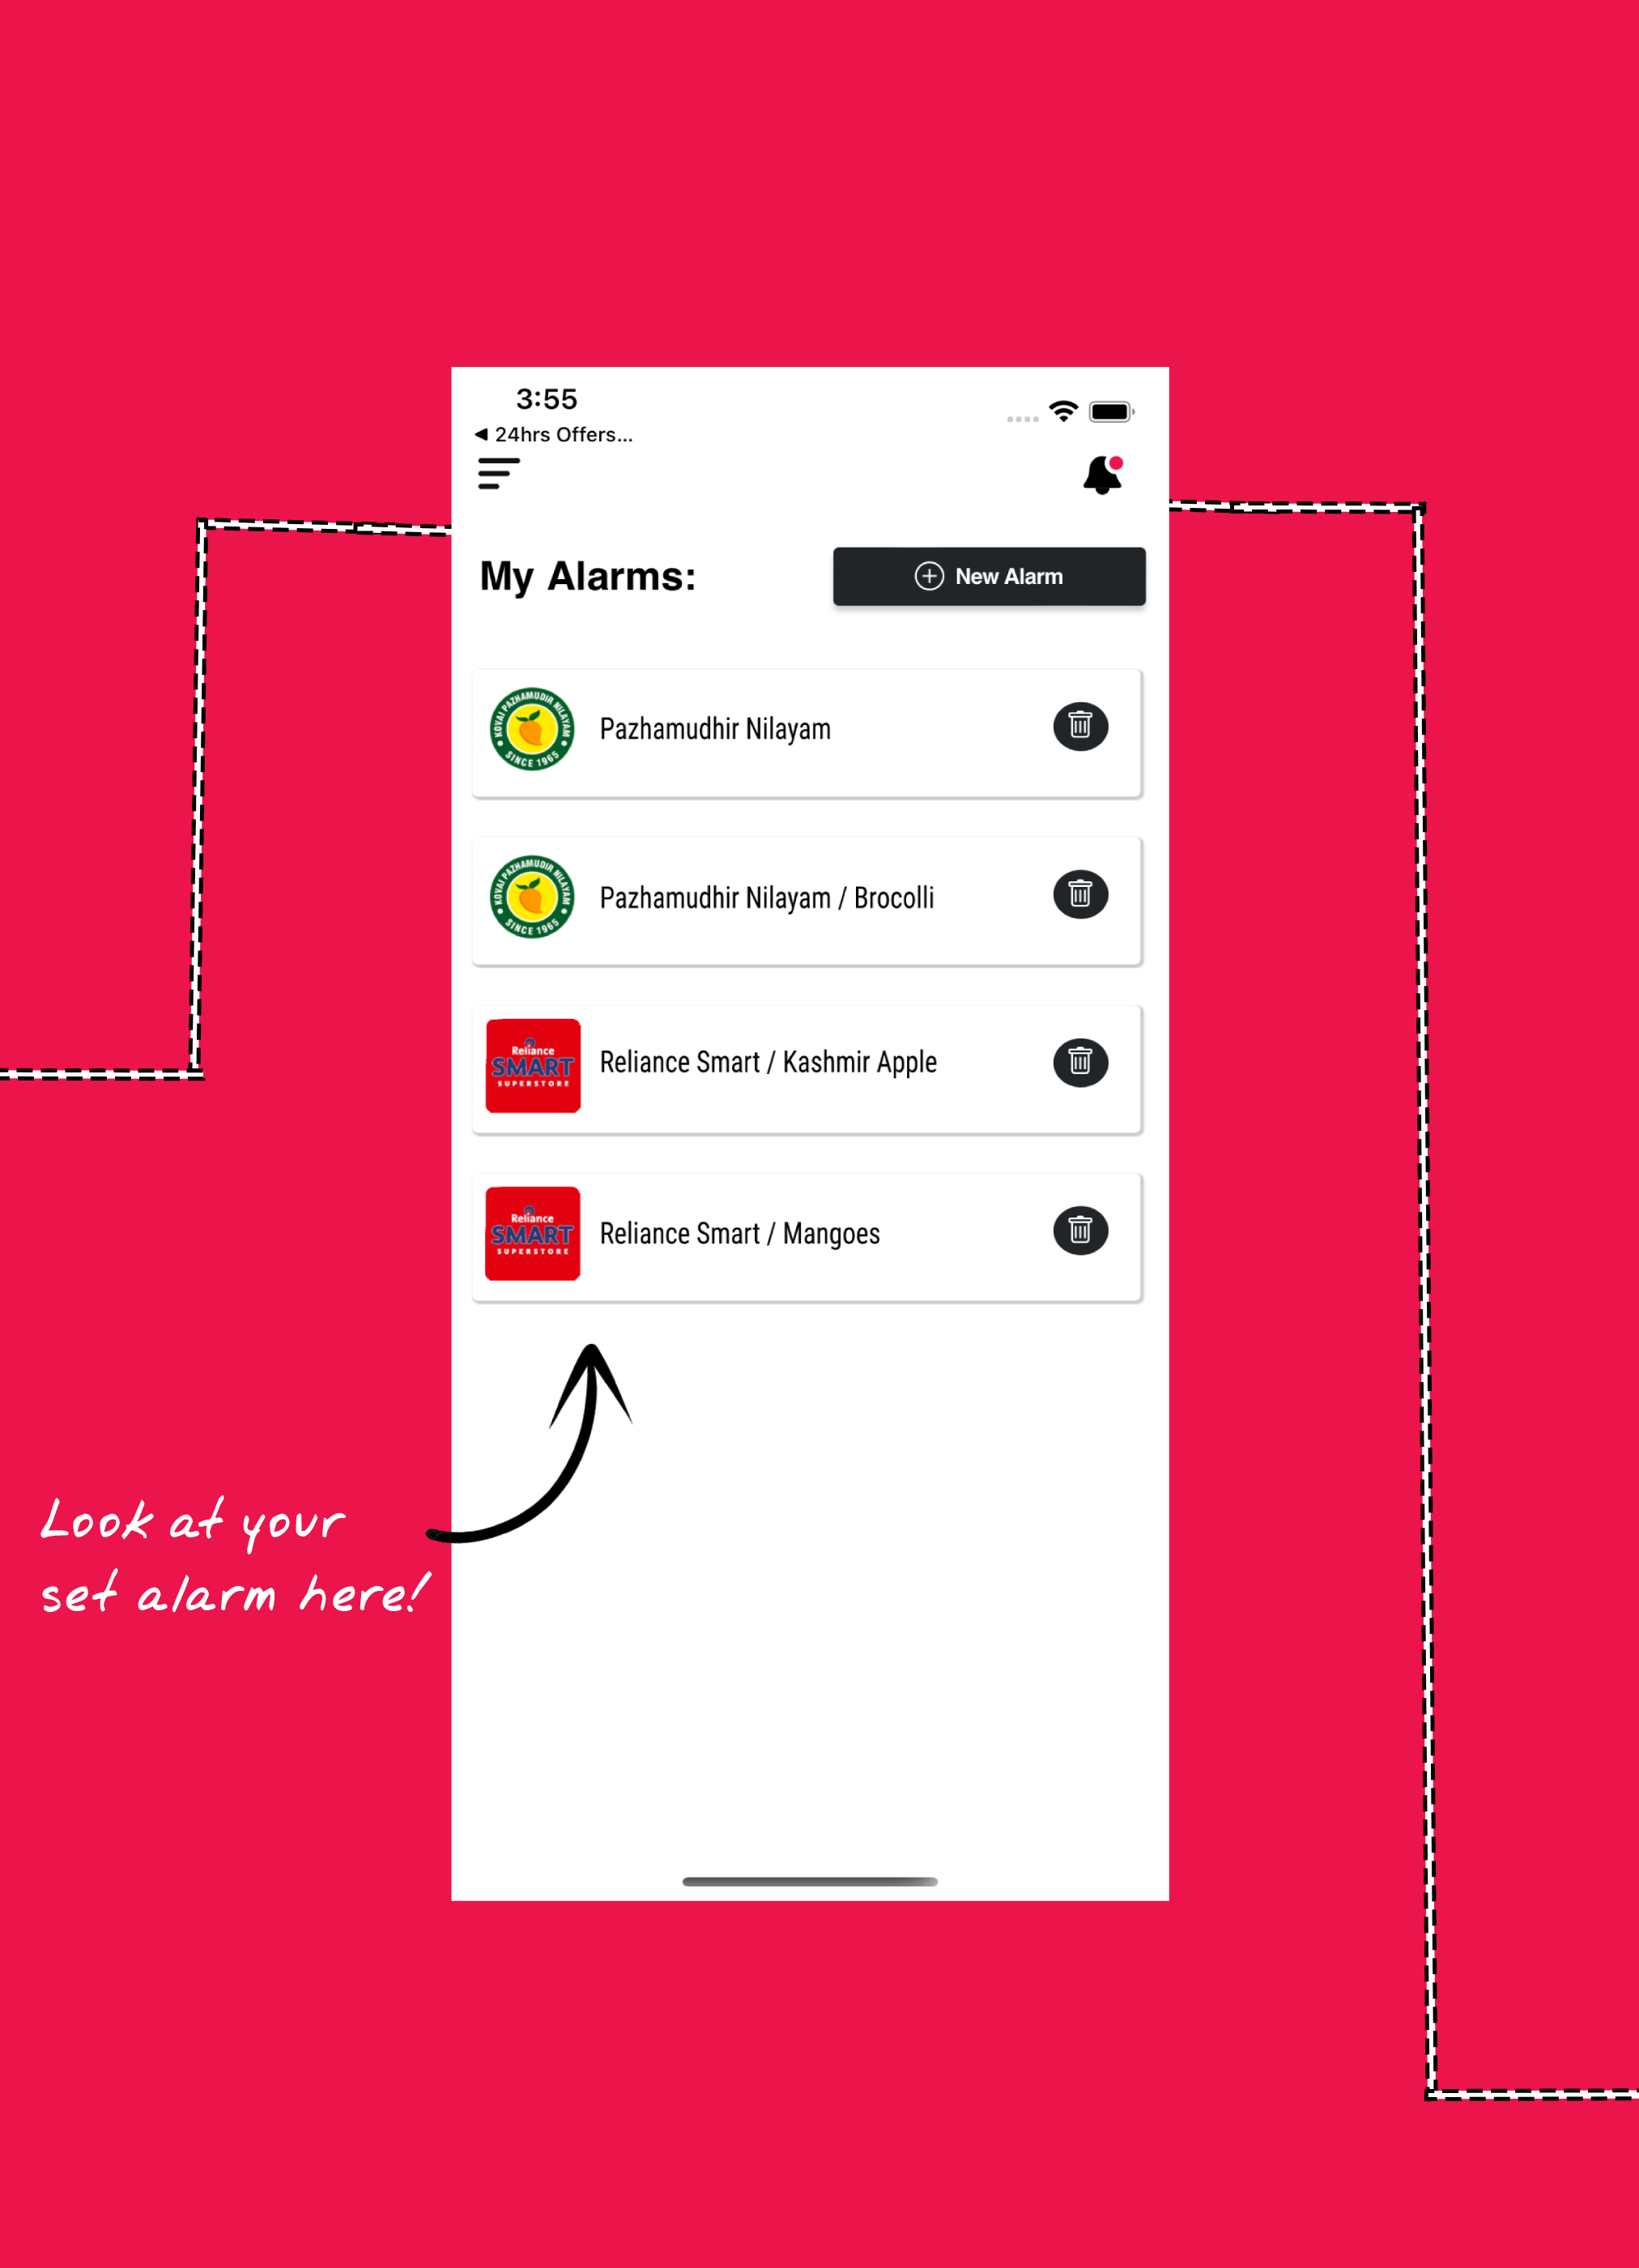 3:55
◀ 24hrs Offers...
My Alarms:
New Alarm
KOVAI PAZHAMUDIR NILAYAM
SINCE 1965
Pazhamudhir Nilayam
KOVAI PAZHAMUDIR NILAYAM
SINCE 1965
Pazhamudhir Nilayam / Brocolli
Reliance
SMART
SUPERSTORE
Reliance Smart / Kashmir Apple
Reliance
SMART
SUPERSTORE
Reliance Smart / Mangoes
Look at your
set alarm here!